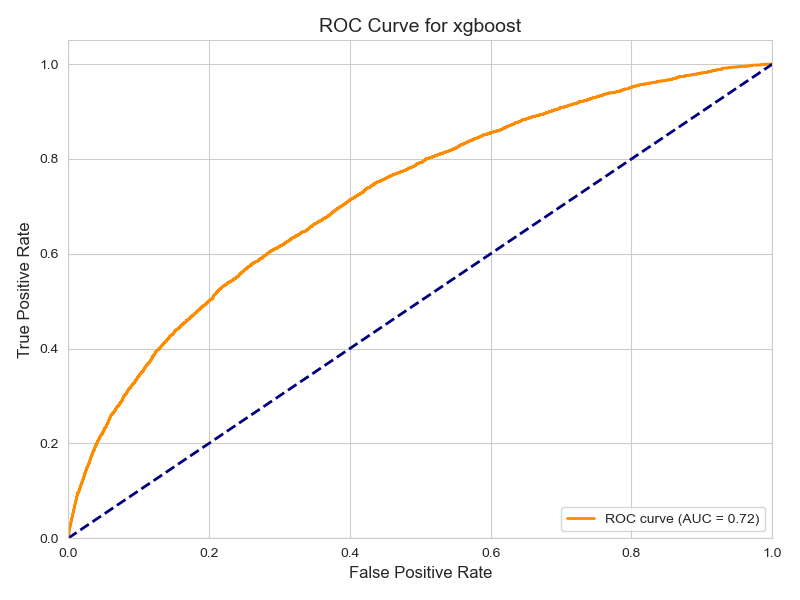 ROC Curve for xgboost
True Positive Rate
1.0
0.8
0.6
0.4
0.2
0.0
ROC curve (AUC = 0.72)
0.0 0.2 0.4 0.6 0.8 1.0
False Positive Rate